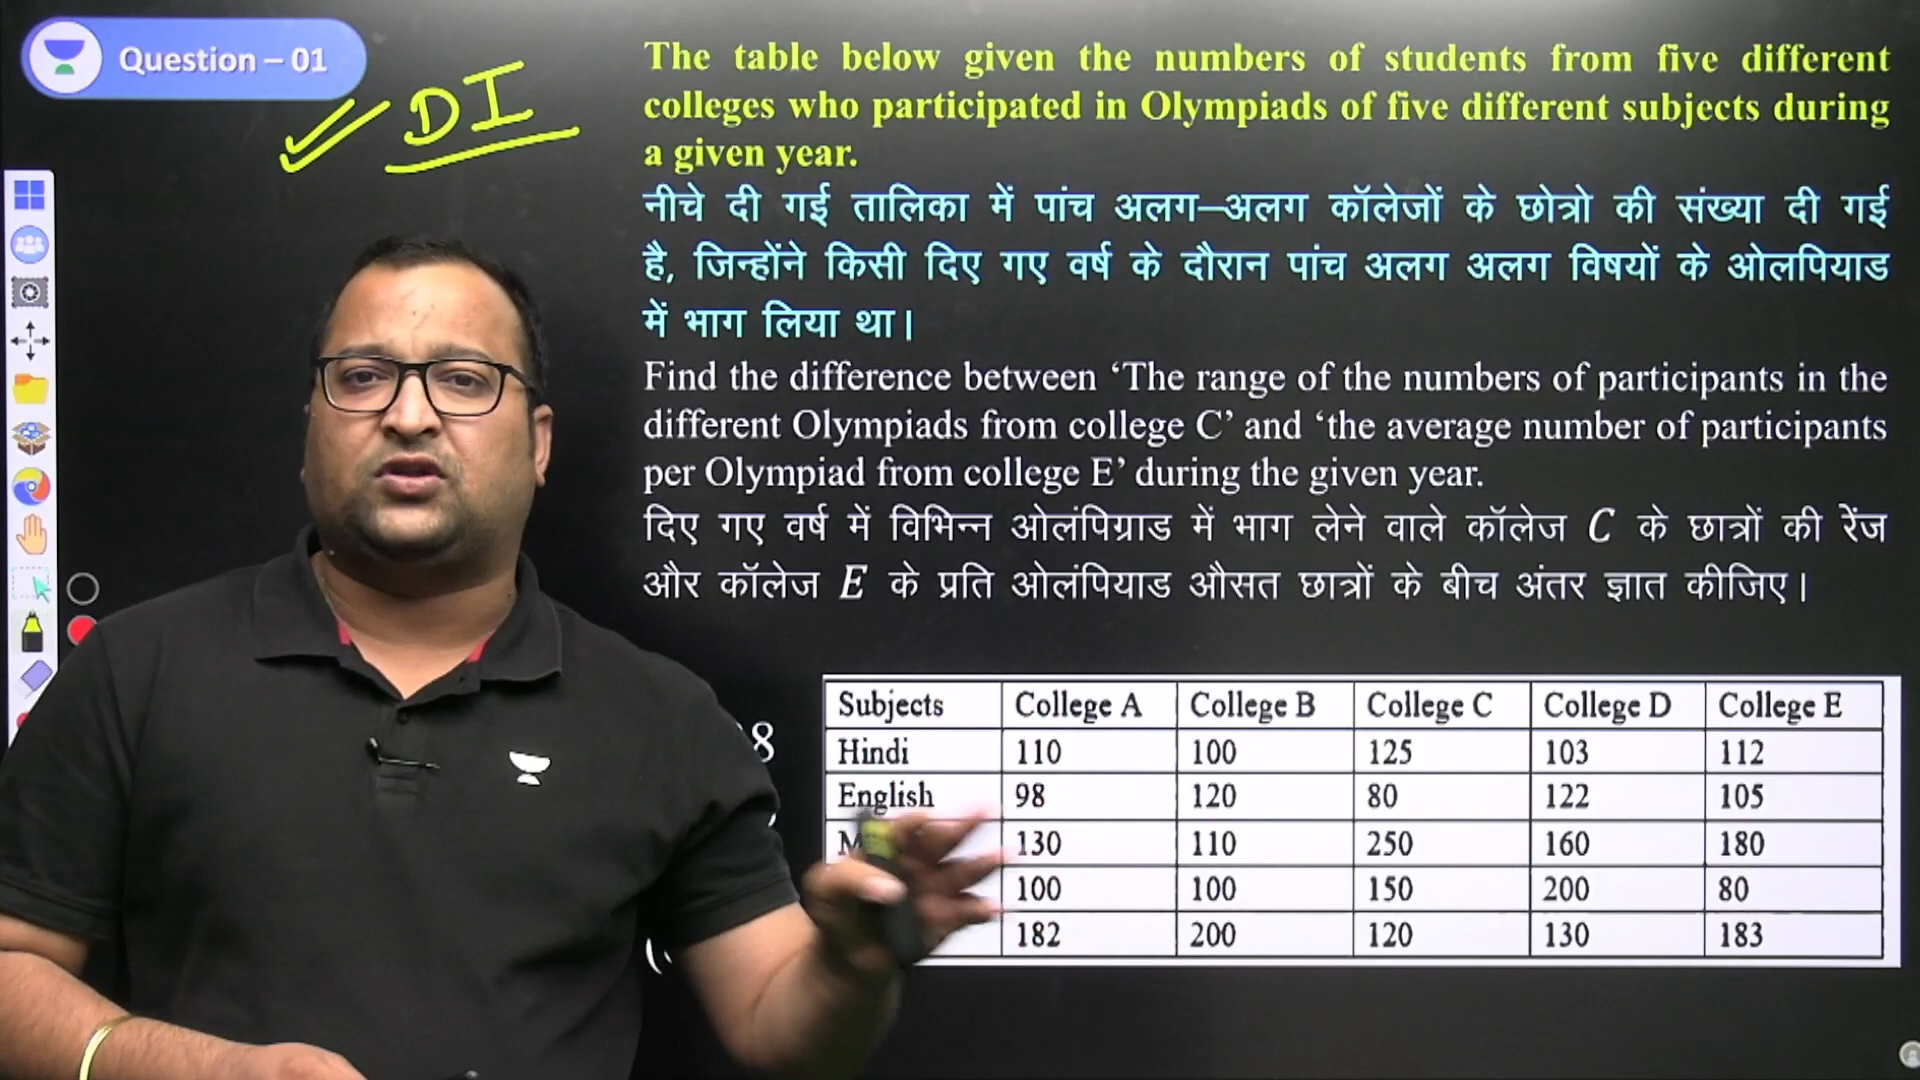 Question – 01
DI
The table below given the numbers of students from five different
colleges who participated in Olympiads of five different subjects during
a given year.
नीचे दी गई तालिका में पांच अलग–अलग कॉलेजों के छोत्रो की संख्या दी गई
है, जिन्होंने किसी दिए गए वर्ष के दौरान पांच अलग अलग विषयों के ओलपियाड
में भाग लिया था।
Find the difference between ‘The range of the numbers of participants in the
different Olympiads from college C’ and ‘the average number of participants
per Olympiad from college E’ during the given year.
दिए गए वर्ष में विभिन्न ओलंपिग्राड में भाग लेने वाले कॉलेज C के छात्रों की रेंज
और कॉलेज E के प्रति ओलंपियाड औसत छात्रों के बीच अंतर ज्ञात कीजिए।
Subjects College A College B College C College D College E
Hindi 110 100 125 103 112
English 98 120 80 122 105
130 110 250 160 180
100 100 150 200 80
182 200 120 130 183